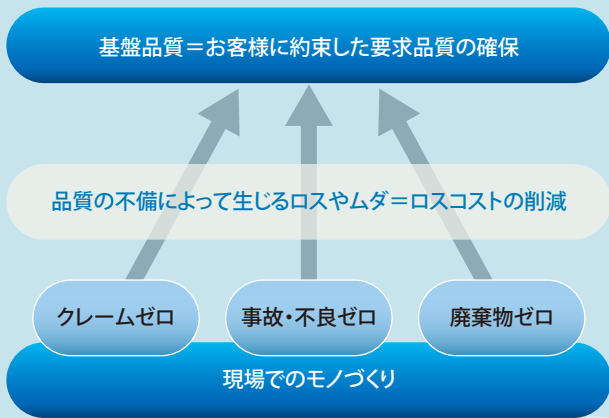 基盤品質＝お客様に約束した要求品質の確保
品質の不備によって生じるロスやムダ＝ロスコストの削減
クレームゼロ
事故・不良ゼロ
廃棄物ゼロ
現場でのモノづくり